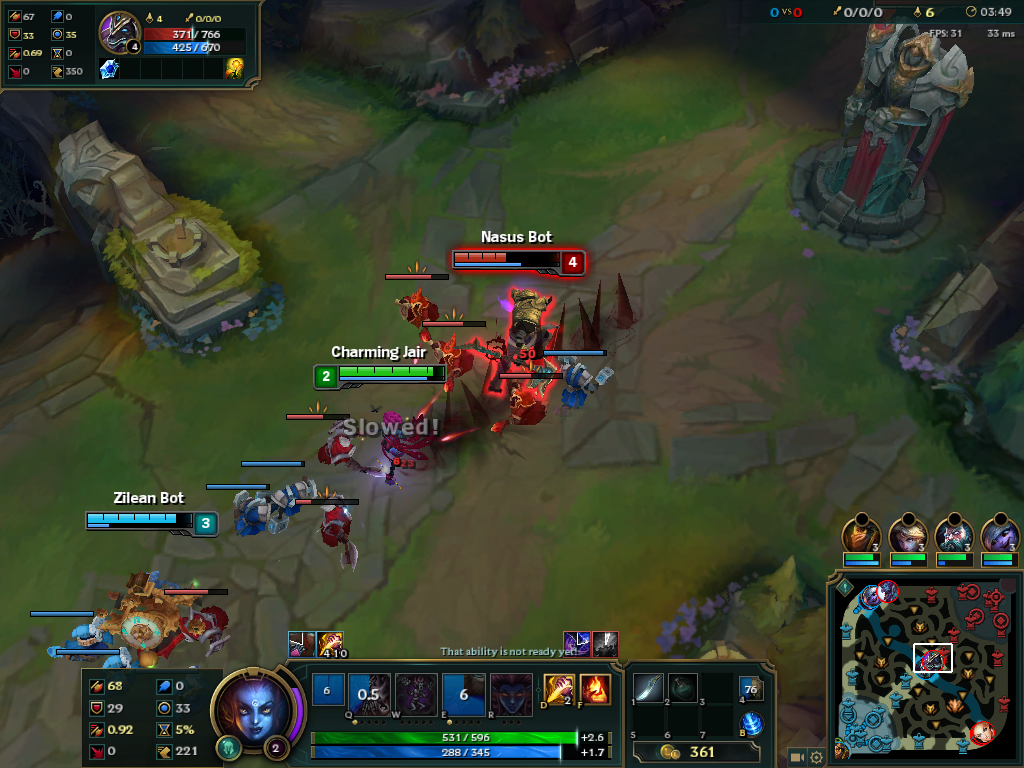 67 0
33 35
0.69 0
0 350
4 0/0/0
371/ 766
425/ 670
4
0 VS 0 0/0/0 6 03:49
FPS: 31 33 ms
Nasus Bot
4
50
Charming Jair
2
Slowed!
Zilean Bot
3
3 3 3 3
4 10
That ability is not ready yet!
68 0
29 33
0.92 5%
0 221
2
6 0.5 6
Q W E R D 2 F
531 / 596 +2.6
288 / 345 +1.7
1 2 3 4 76
5 6 7 B
361